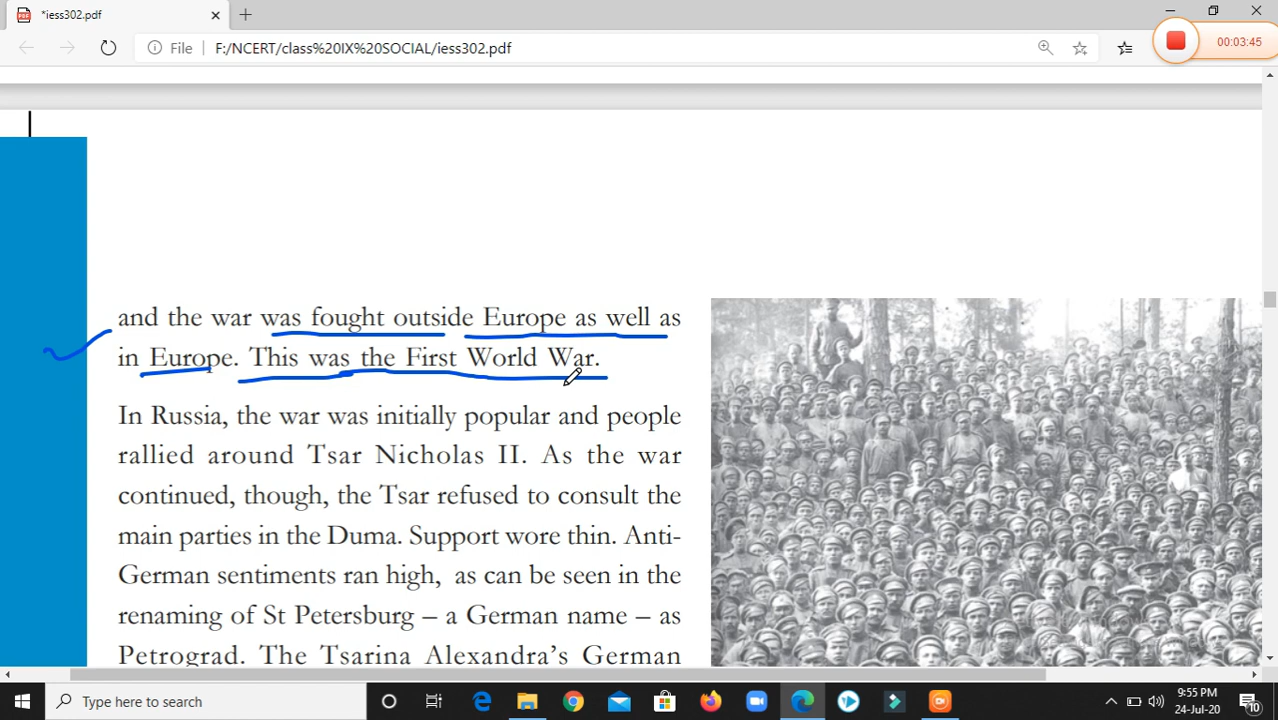 *iess302.pdf
File F:/NCERT/class%20IX%20SOCIAL/iess302.pdf
00:03:45
and the war was fought outside Europe as well as
in Europe. This was the First World War.
In Russia, the war was initially popular and people
rallied around Tsar Nicholas II. As the war
continued, though, the Tsar refused to consult the
main parties in the Duma. Support wore thin. Anti-
German sentiments ran high, as can be seen in the
renaming of St Petersburg – a German name – as
Petrograd. The Tsarina Alexandra's German
Type here to search
9:55 PM
24-Jul-20
10